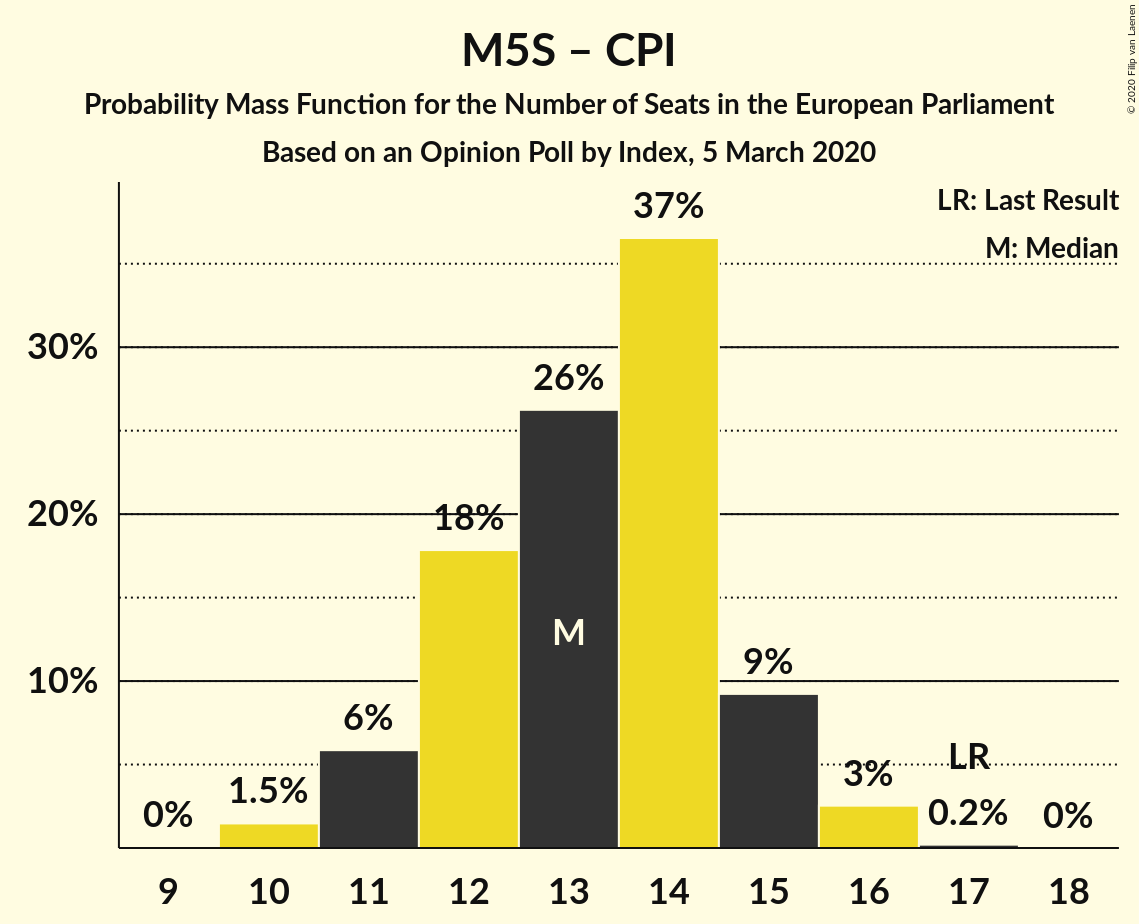 M5S – CPI
Probability Mass Function for the Number of Seats in the European Parliament
Based on an Opinion Poll by Index, 5 March 2020
© 2020 Filip van Laenen
LR: Last Result
M: Median
37%
30%
26%
20%
18%
M
10%
9%
6%
LR
3%
1.5%
0.2%
0%
0%
9 10 11 12 13 14 15 16 17 18